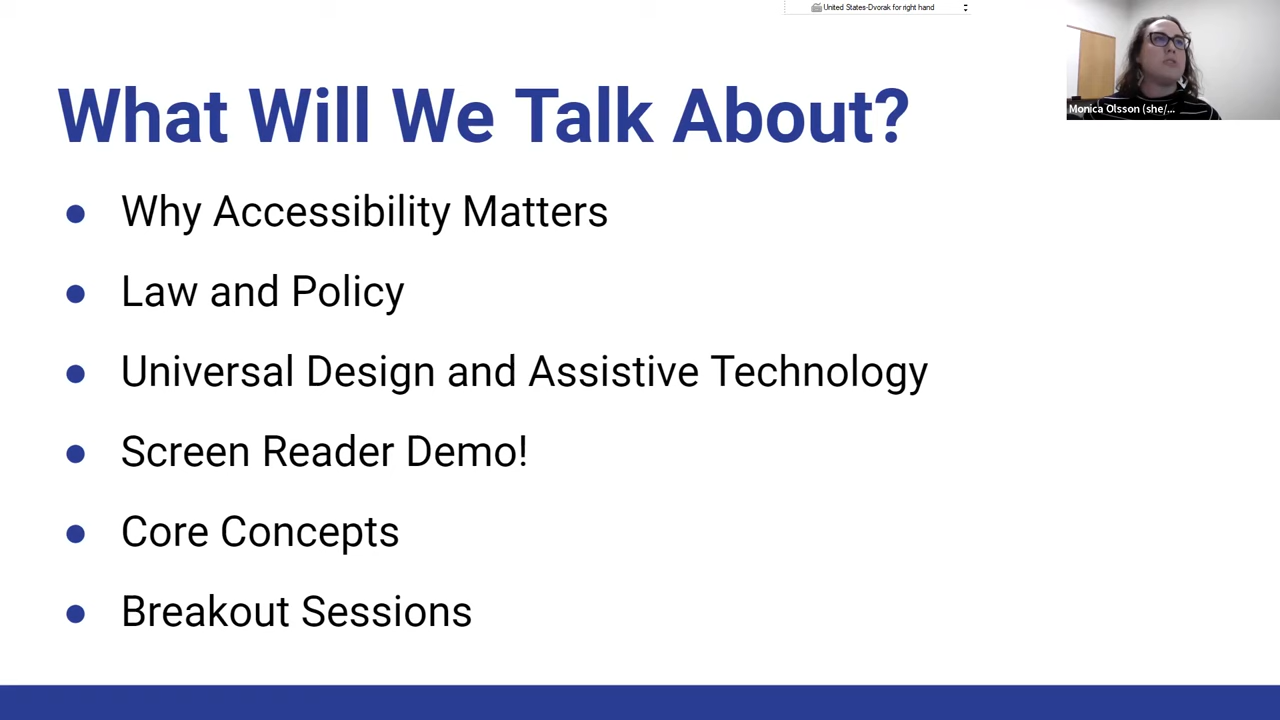 United States-Dvorak for right hand
Monica Olsson (she/...
What Will We Talk About?
● Why Accessibility Matters
● Law and Policy
● Universal Design and Assistive Technology
● Screen Reader Demo!
● Core Concepts
● Breakout Sessions